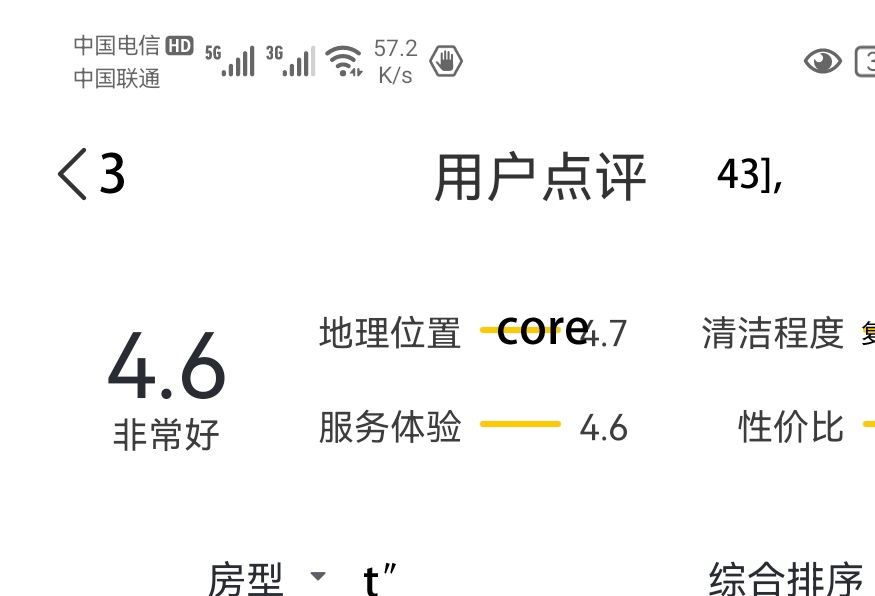 中国电信 HD 5G 3G 57.2
中国联通 K/s
3 用户点评 43],
地理位置 core 4.7 清洁程度
4.6
非常好
服务体验 4.6 性价比
房型 t" 综合排序